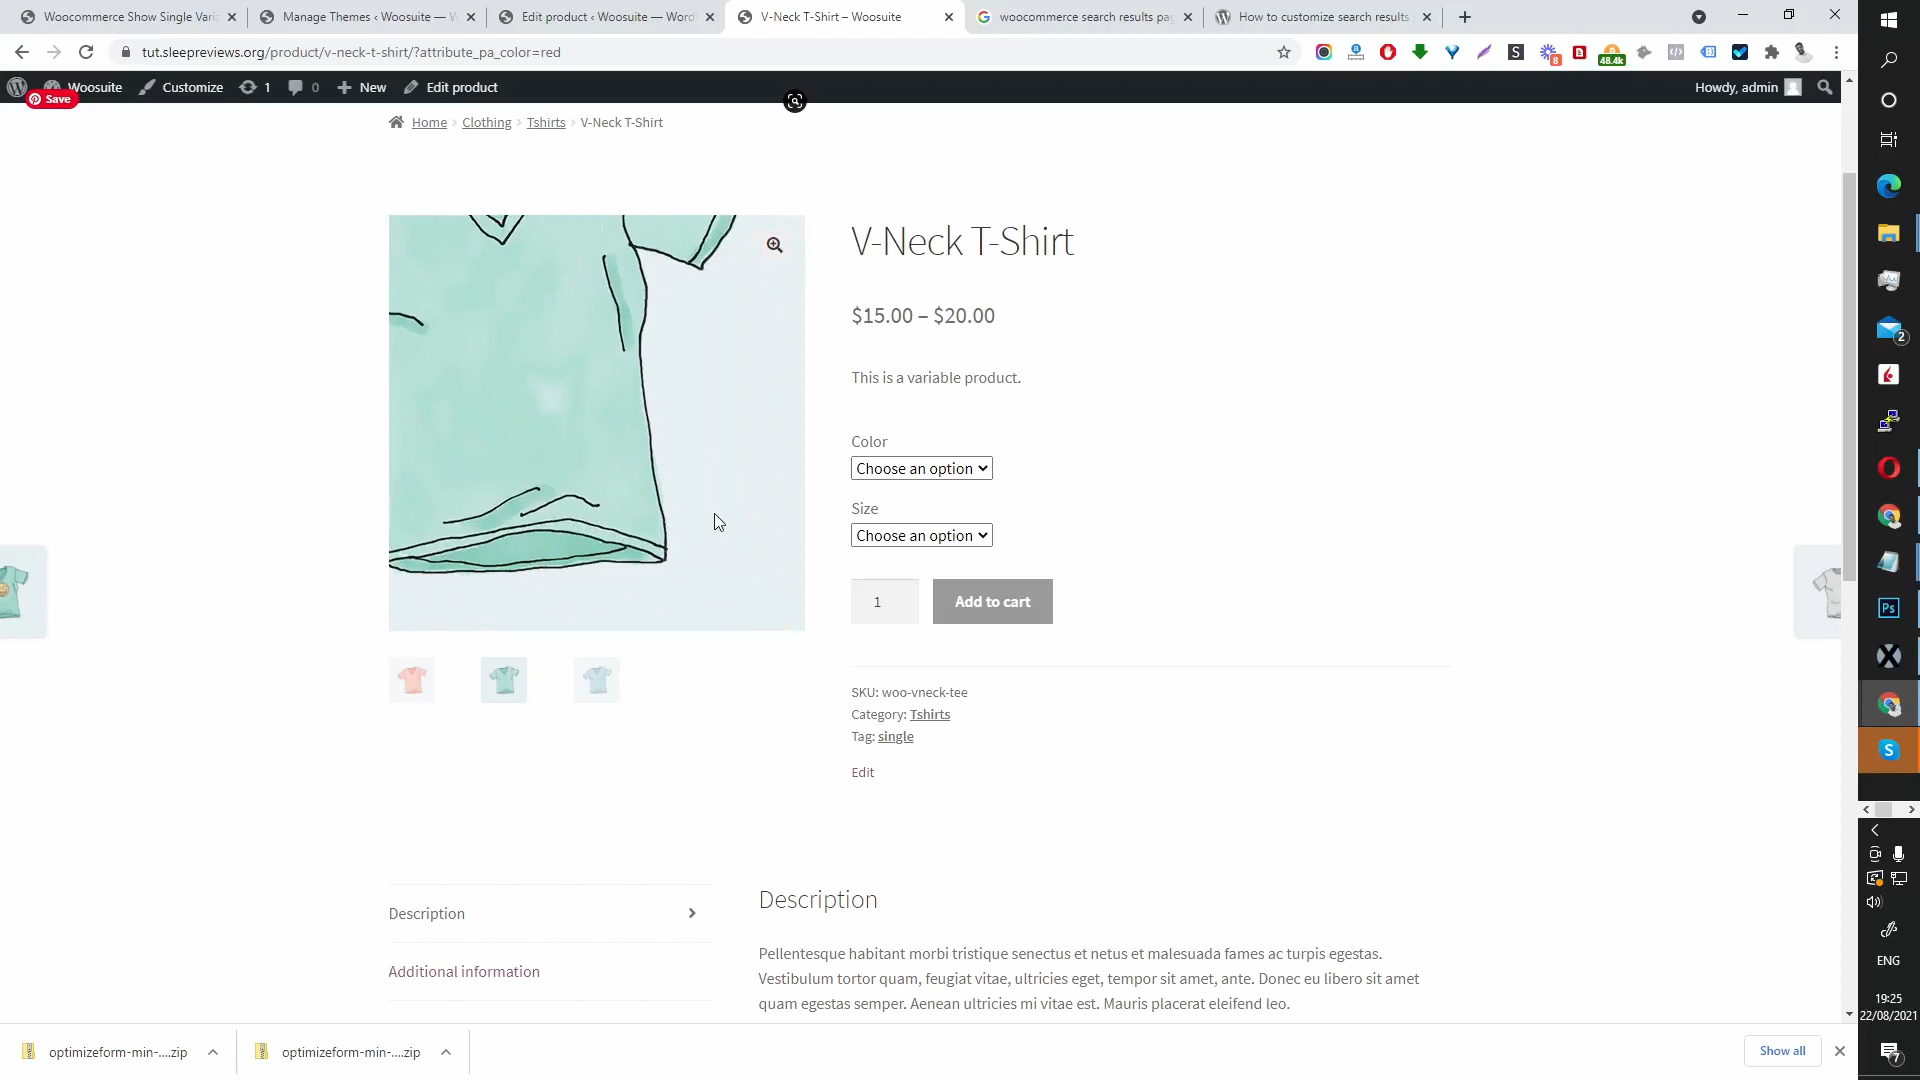 Woocommerce Show Single Vari
Manage Themes ‹ Woosuite — W
Edit product ‹ Woosuite — Word
V-Neck T-Shirt – Woosuite
woocommerce search results pag
How to customize search results
tut.sleepreviews.org/product/v-neck-t-shirt/?attribute_pa_color=red
8
48.4k
Woosuite
Customize
1
0
New
Edit product
Howdy, admin
Save
Home
Clothing
Tshirts
V-Neck T-Shirt
V-Neck T-Shirt
$15.00 – $20.00
This is a variable product.
Color
Choose an option
Size
Choose an option
1
Add to cart
SKU: woo-vneck-tee
Category: Tshirts
Tag: single
Edit
Description
Additional information
Description
Pellentesque habitant morbi tristique senectus et netus et malesuada fames ac turpis egestas.
Vestibulum tortor quam, feugiat vitae, ultricies eget, tempor sit amet, ante. Donec eu libero sit amet
quam egestas semper. Aenean ultricies mi vitae est. Mauris placerat eleifend leo.
optimizeform-min-....zip
optimizeform-min-....zip
Show all
2
Ps
S
ENG
19:25
22/08/2021
7